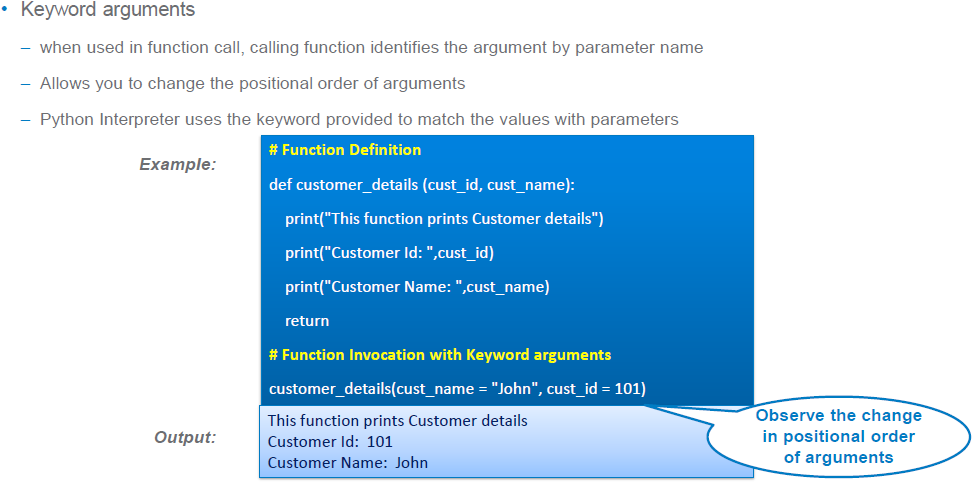 • Keyword arguments
– when used in function call, calling function identifies the argument by parameter name
– Allows you to change the positional order of arguments
– Python Interpreter uses the keyword provided to match the values with parameters
Example:
# Function Definition
def customer_details (cust_id, cust_name):
print("This function prints Customer details")
print("Customer Id: ",cust_id)
print("Customer Name: ",cust_name)
return
# Function Invocation with Keyword arguments
customer_details(cust_name = "John", cust_id = 101)
Output:
This function prints Customer details
Customer Id:  101
Customer Name:  John
Observe the change
in positional order
of arguments